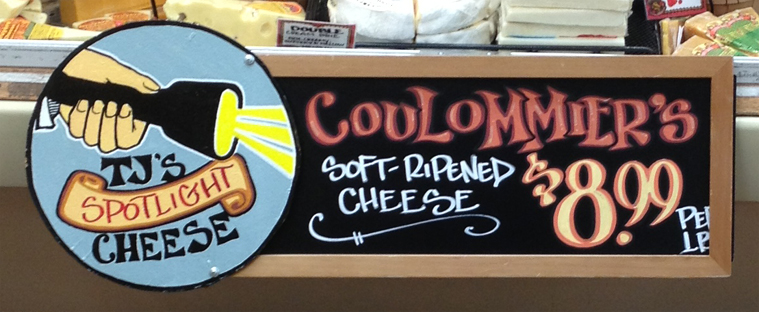 DOUBLE
TJ'S
SPOTLIGHT
CHEESE
COULOMMIER'S
SOFT-RIPENED
CHEESE
$8.99
PER
LB